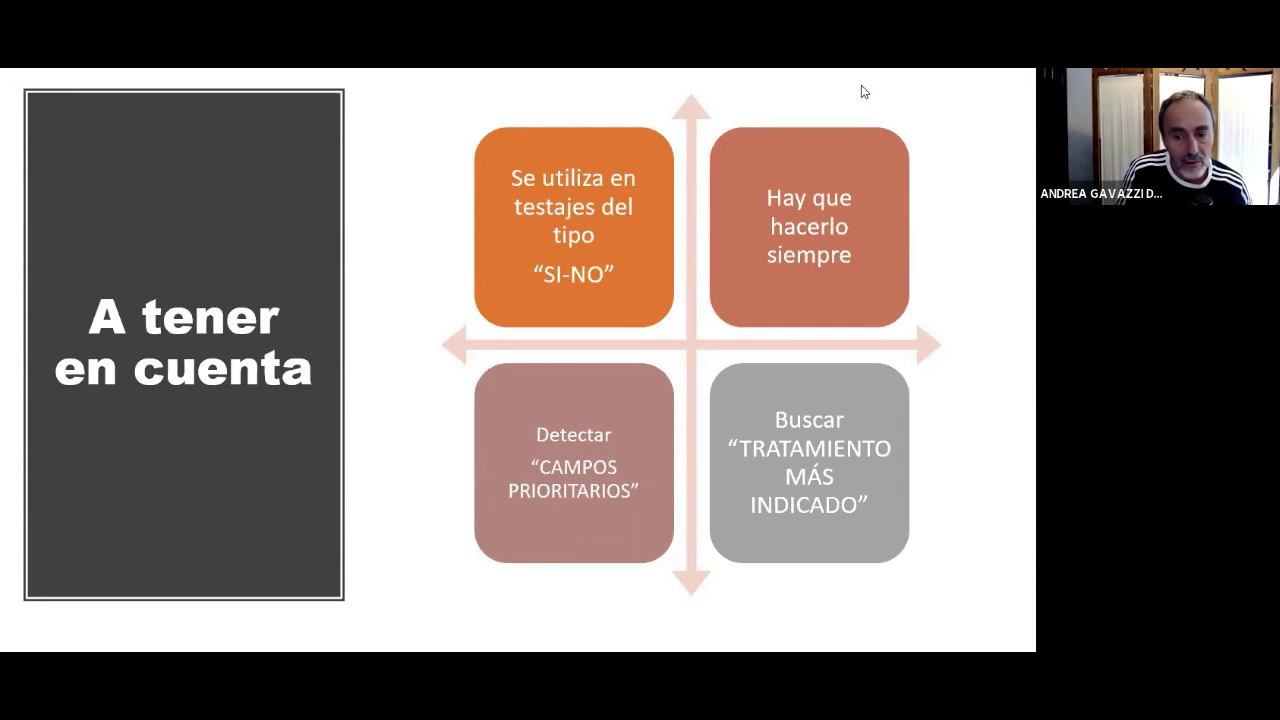 A tener
en cuenta
Se utiliza en
testajes del
tipo
“SI-NO”
Hay que
hacerlo
siempre
Detectar
“CAMPOS
PRIORITARIOS”
Buscar
“TRATAMIENTO
MÁS
INDICADO”
ANDREA GAVAZZI D...